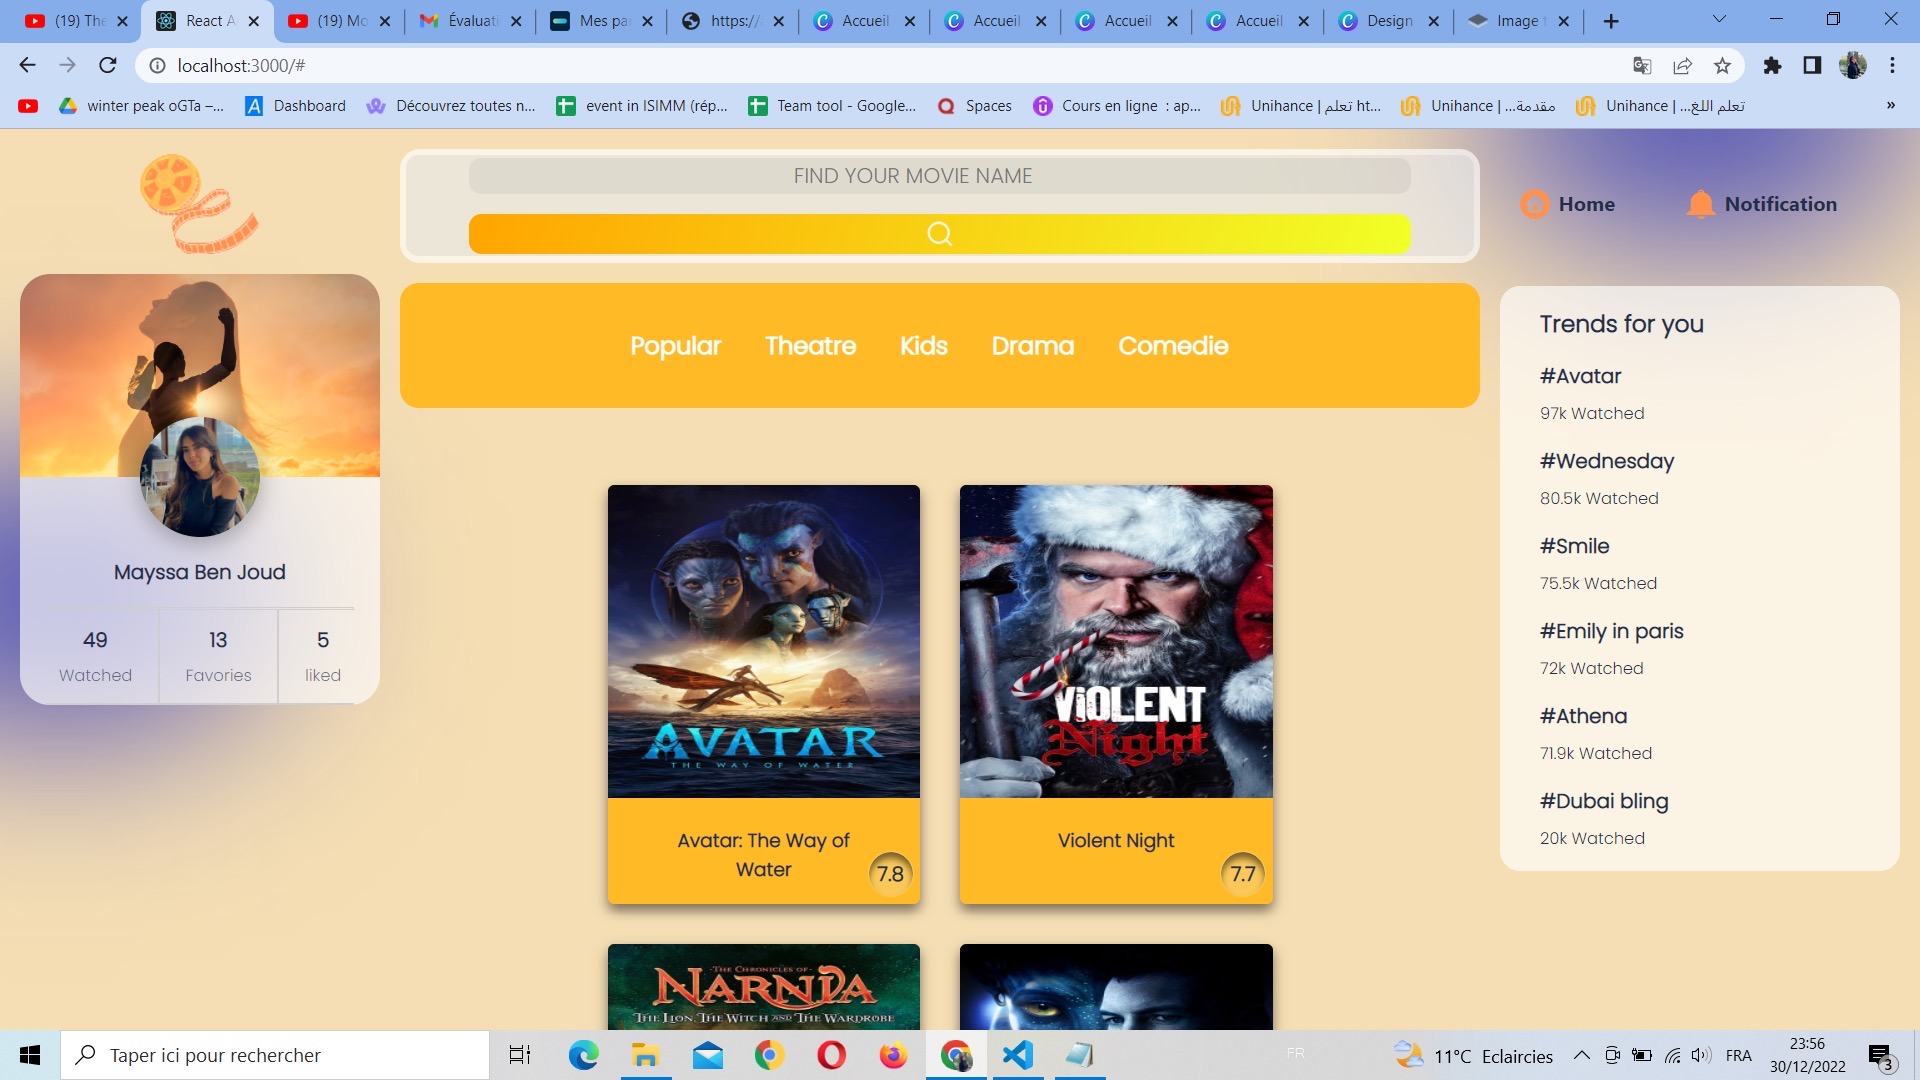 (19) The
React A
(19) Mo
Évaluati
Mes pa
https://
Accueil
Accueil
Accueil
Accueil
Design
Image
localhost:3000/#
winter peak oGTa –...
Dashboard
Découvrez toutes n...
event in ISIMM (rép...
Team tool - Google...
Spaces
Cours en ligne : ap...
Unihance | تعلم ht...
Unihance | مقدمة...
Unihance | تعلم اللغ...
»
FIND YOUR MOVIE NAME
Home
Notification
Popular
Theatre
Kids
Drama
Comedie
Mayssa Ben Joud
49
Watched
13
Favories
5
liked
AVATAR
THE WAY OF WATER
Avatar: The Way of
Water
7.8
VIOLENT
Night
Violent Night
7.7
THE CHRONICLES OF
NARNIA
THE LION, THE WITCH AND THE WARDROBE
Trends for you
#Avatar
97k Watched
#Wednesday
80.5k Watched
#Smile
75.5k Watched
#Emily in paris
72k Watched
#Athena
71.9k Watched
#Dubai bling
20k Watched
Taper ici pour rechercher
FR
11°C Eclaircies
FRA
23:56
30/12/2022
3